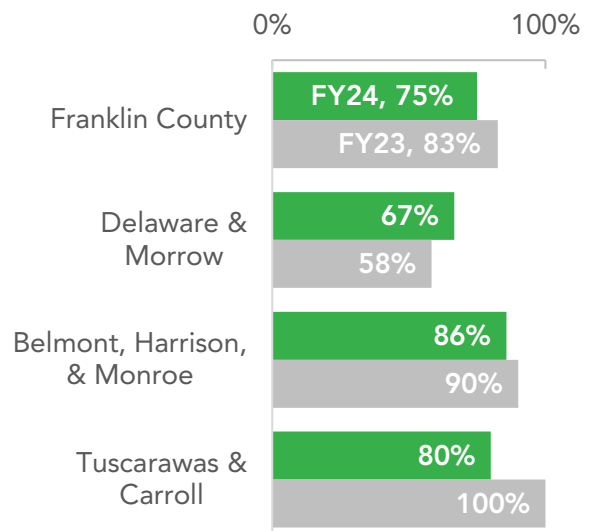 0% 100%
Franklin County
FY24, 75%
FY23, 83%
Delaware &
Morrow
67%
58%
Belmont, Harrison,
& Monroe
86%
90%
Tuscarawas &
Carroll
80%
100%